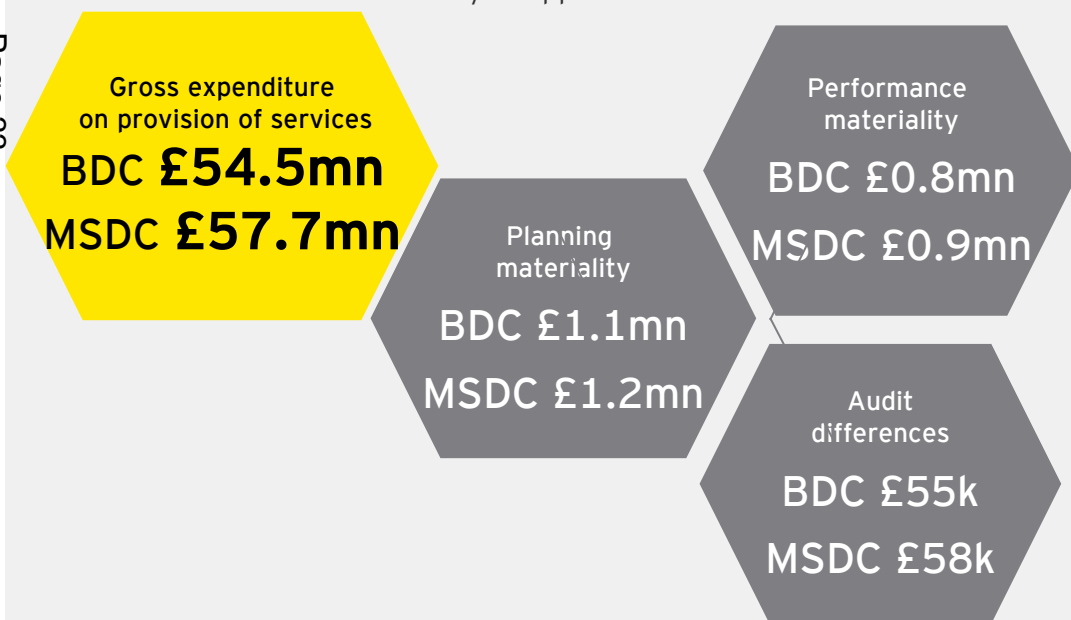 Gross expenditure
on provision of services
BDC £54.5mn
MSDC £57.7mn
Planning
materiality
BDC £1.1mn
MSDC £1.2mn
Performance
materiality
BDC £0.8mn
MSDC £0.9mn
Audit
differences
BDC £55k
MSDC £58k